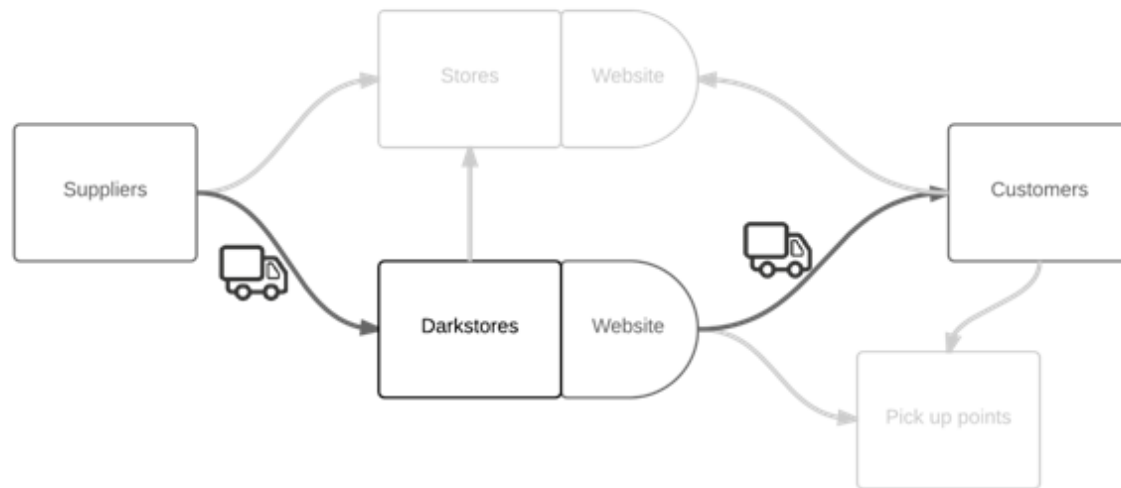 Stores
Website
Suppliers
Customers
Darkstores
Website
Pick up points